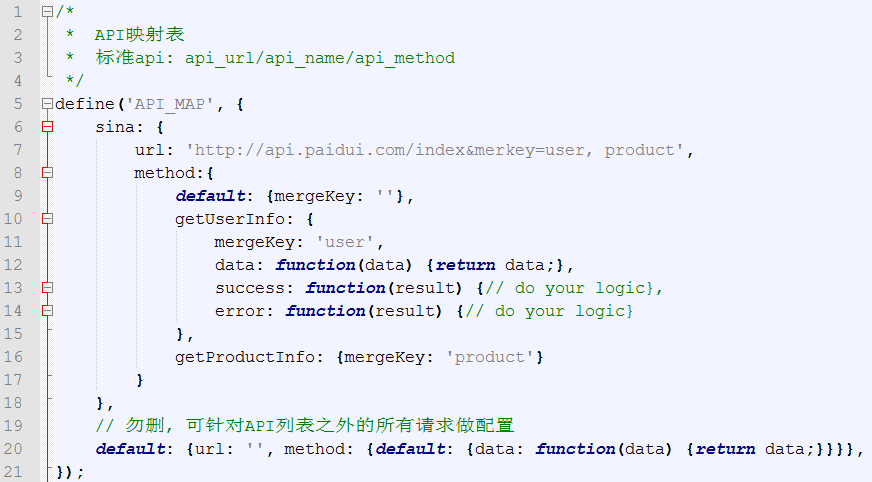 1 /*
2  *  API映射表
3  *  标准api: api_url/api_name/api_method
4  */
5 define('API_MAP', {
6     sina: {
7         url: 'http://api.paidui.com/index&merkey=user, product',
8         method:{
9             default: {mergeKey: ''},
10             getUserInfo: {
11                 mergeKey: 'user',
12                 data: function(data) {return data;},
13                 success: function(result) {// do your logic},
14                 error: function(result) {// do your logic}
15             },
16             getProductInfo: {mergeKey: 'product'}
17         }
18     },
19     // 勿删, 可针对API列表之外的所有请求做配置
20     default: {url: '', method: {default: {data: function(data) {return data;}}}},
21 });